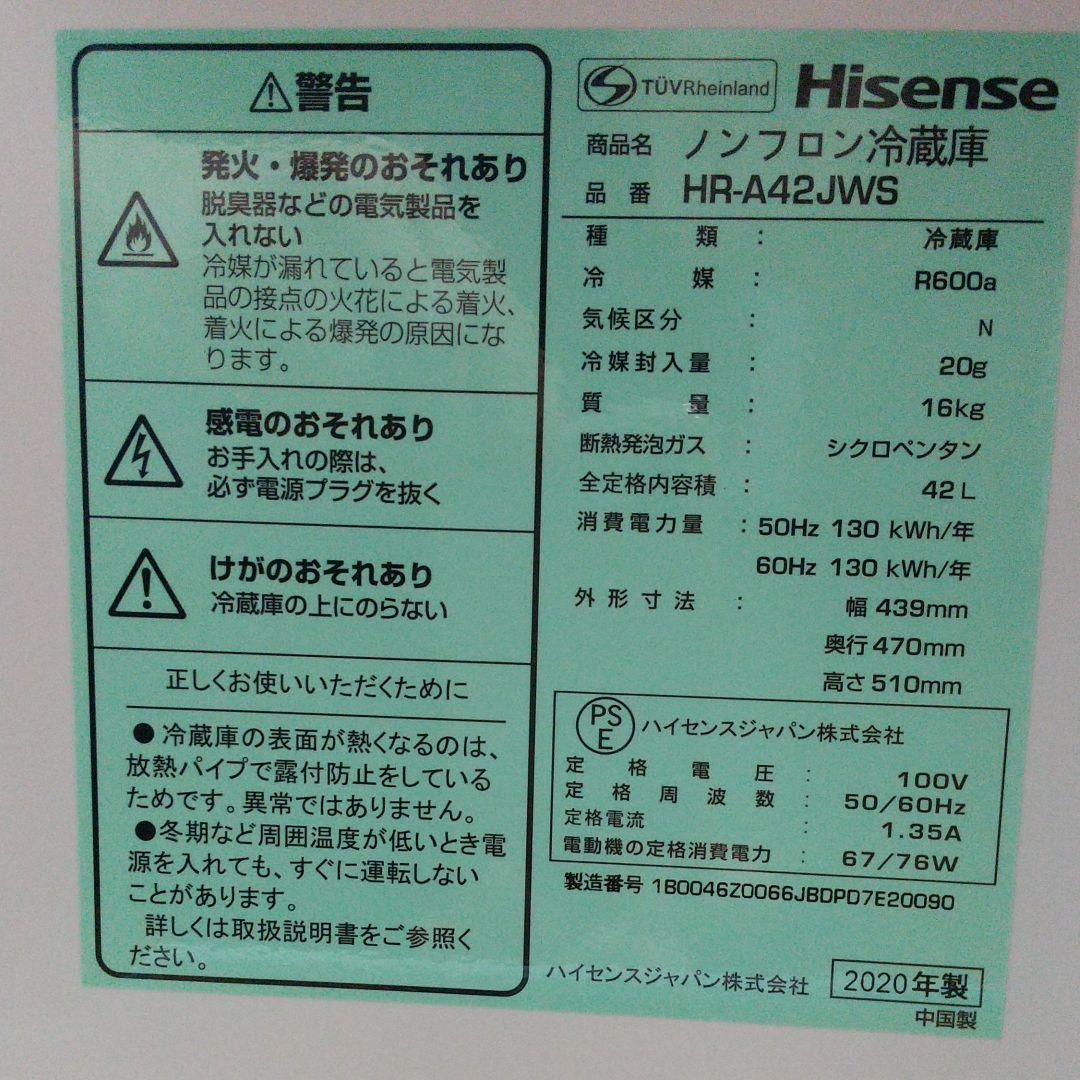 ⚠警告
発火・爆発のおそれあり
脱臭器などの電気製品を
入れない
冷媒が漏れていると電気製
品の接点の火花による着火、
着火による爆発の原因にな
ります。
感電のおそれあり
お手入れの際は、
必ず電源プラグを抜く
けがのおそれあり
冷蔵庫の上にのらない
正しくお使いいただくために
●冷蔵庫の表面が熱くなるのは、
放熱パイプで露付防止をしている
ためです。異常ではありません。
●冬期など周囲温度が低いとき電
源を入れても、すぐに運転しない
ことがあります。
詳しくは取扱説明書をご参照く
ださい。
TÜVRheinland Hisense
商品名 ノンフロン冷蔵庫
品番 HR-A42JWS
種類 : 冷蔵庫
冷媒 : R600a
気候区分 : N
冷媒封入量 : 20g
質量 : 16kg
断熱発泡ガス : シクロペンタン
全定格内容積 : 42L
消費電力量 : 50Hz 130 kWh/年
60Hz 130 kWh/年
外形寸法 : 幅 439mm
奥行 470mm
高さ 510mm
PSE ハイセンスジャパン株式会社
定格電圧 : 100V
定格周波数 : 50/60Hz
定格電流 : 1.35A
電動機の定格消費電力 : 67/76W
製造番号 1B0046Z0066JBDPD7E20090
ハイセンスジャパン株式会社 2020年製
中国製